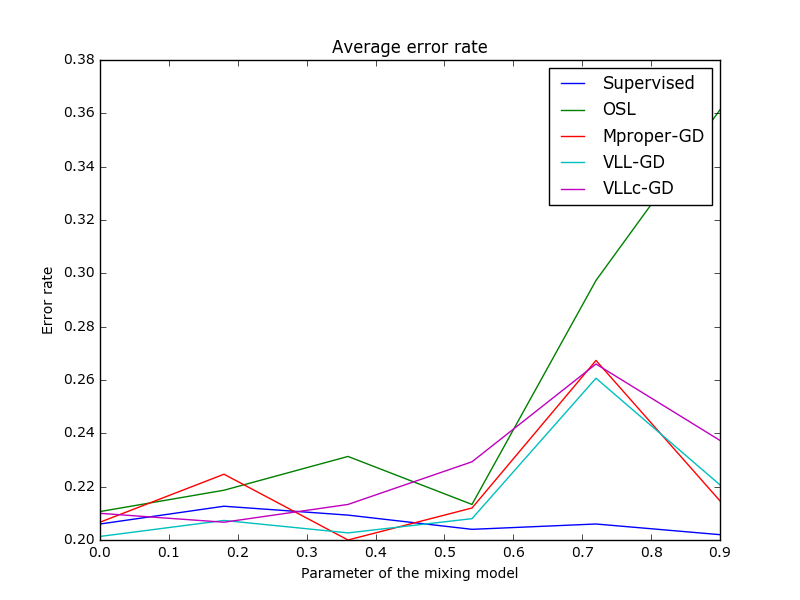 Average error rate
0.38
0.36
0.34
0.32
0.30
0.28
0.26
0.24
0.22
0.20
Error rate
Supervised
OSL
Mproper-GD
VLL-GD
VLLc-GD
0.0 0.1 0.2 0.3 0.4 0.5 0.6 0.7 0.8 0.9
Parameter of the mixing model